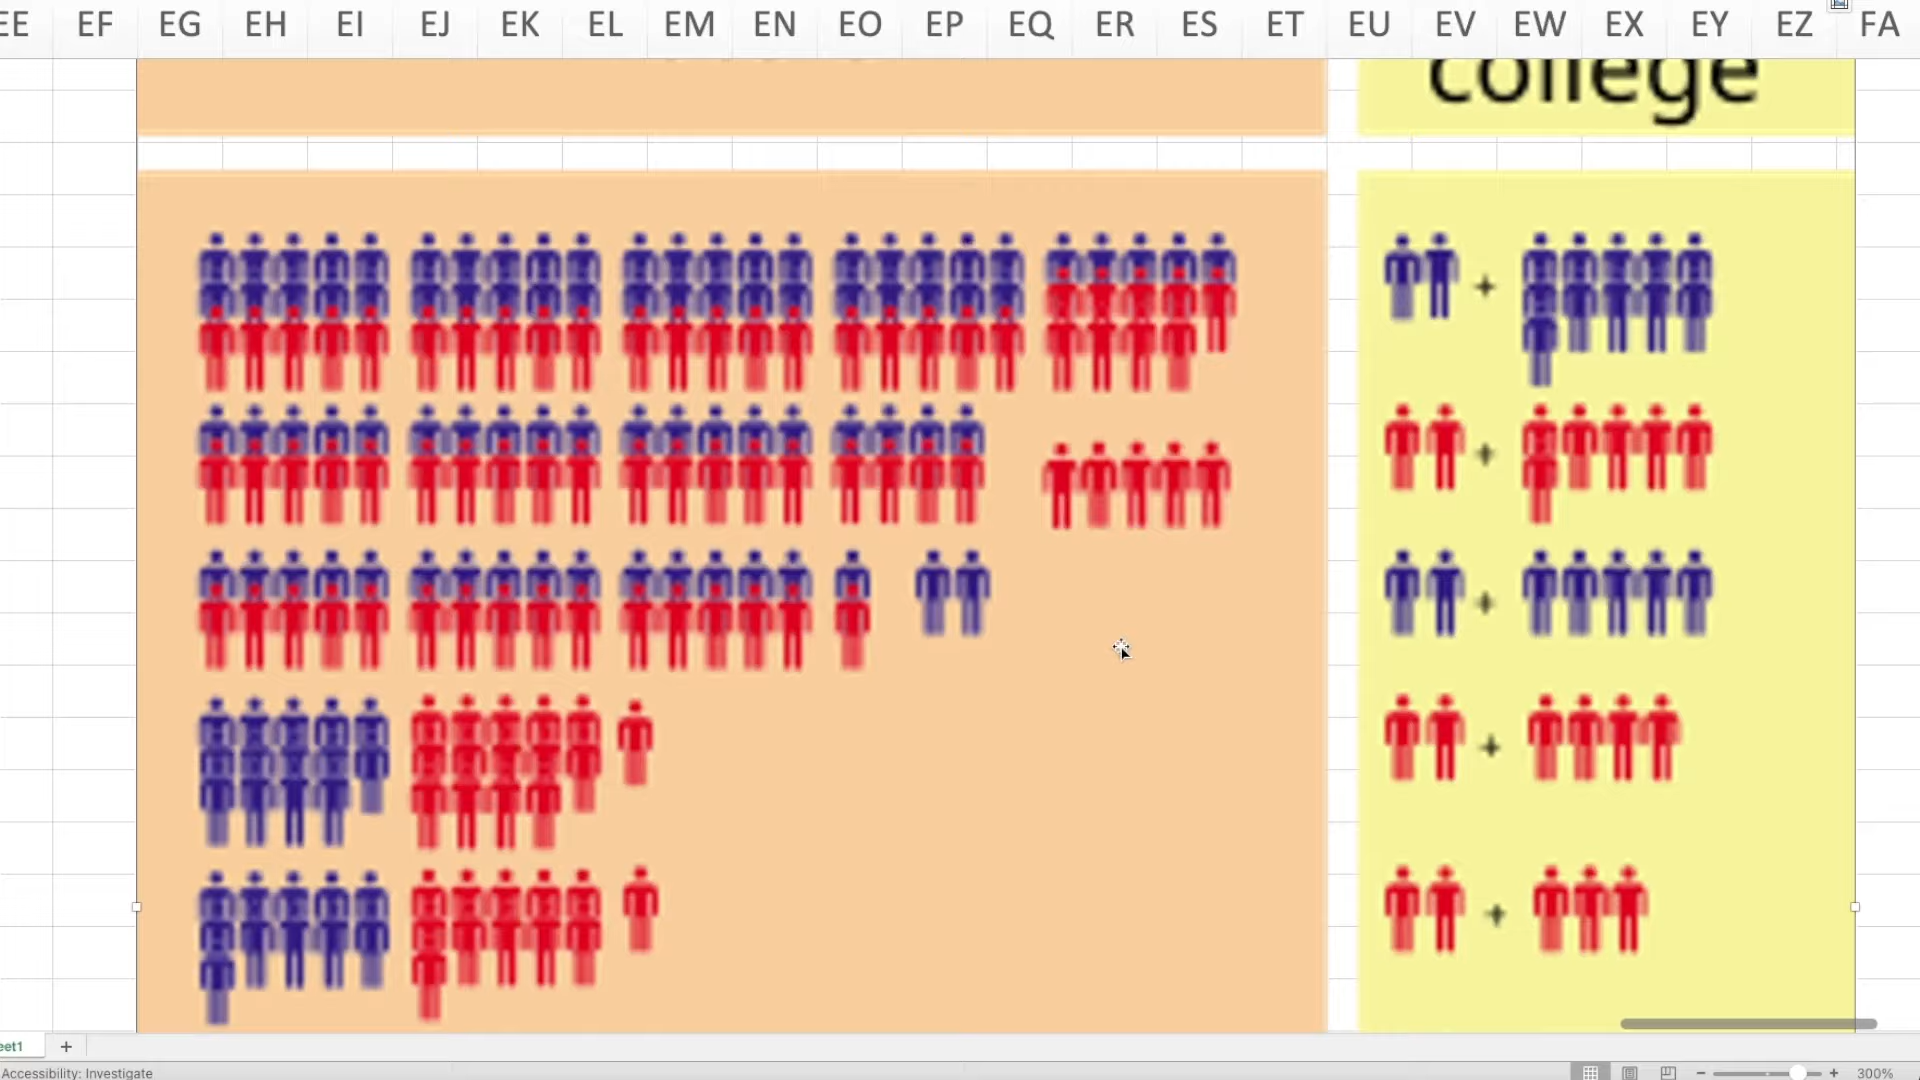 EE EF EG EH EI EJ EK EL EM EN EO EP EQ ER ES ET EU EV EW EX EY EZ FA
college
+
+
+
+
+
eet1 +
Accessibility: Investigate − + 300%